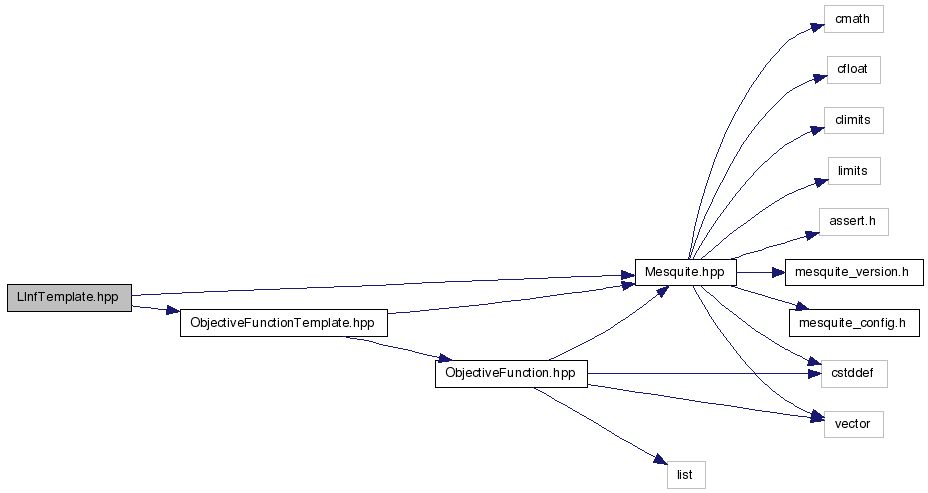 cmath
cfloat
climits
limits
assert.h
Mesquite.hpp
mesquite_version.h
LInfTemplate.hpp
ObjectiveFunctionTemplate.hpp
mesquite_config.h
ObjectiveFunction.hpp
cstddef
vector
list